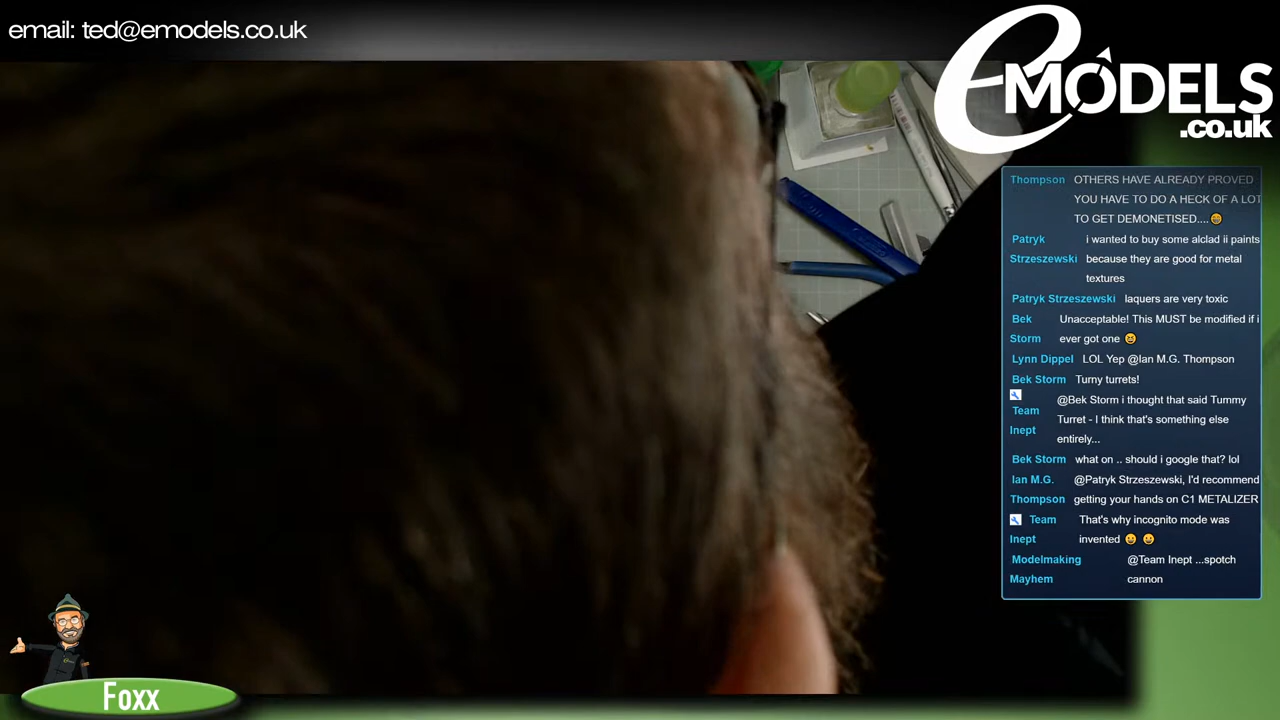 email: ted@emodels.co.uk
eMODELS
.co.uk
Thompson OTHERS HAVE ALREADY PROVED
YOU HAVE TO DO A HECK OF A LOT
TO GET DEMONETISED....
Patryk i wanted to buy some alclad ii paints
Strzeszewski because they are good for metal
textures
Patryk Strzeszewski laquers are very toxic
Bek Unacceptable! This MUST be modified if i
Storm ever got one
Lynn Dippel LOL Yep @Ian M.G. Thompson
Bek Storm Turny turrets!
@Bek Storm i thought that said Tummy
Team Turret - I think that's something else
Inept entirely...
Bek Storm what on .. should i google that? lol
Ian M.G. @Patryk Strzeszewski, I'd recommend
Thompson getting your hands on C1 METALIZER
Team That's why incognito mode was
Inept invented
Modelmaking @Team Inept ...spotch
Mayhem cannon
Foxx